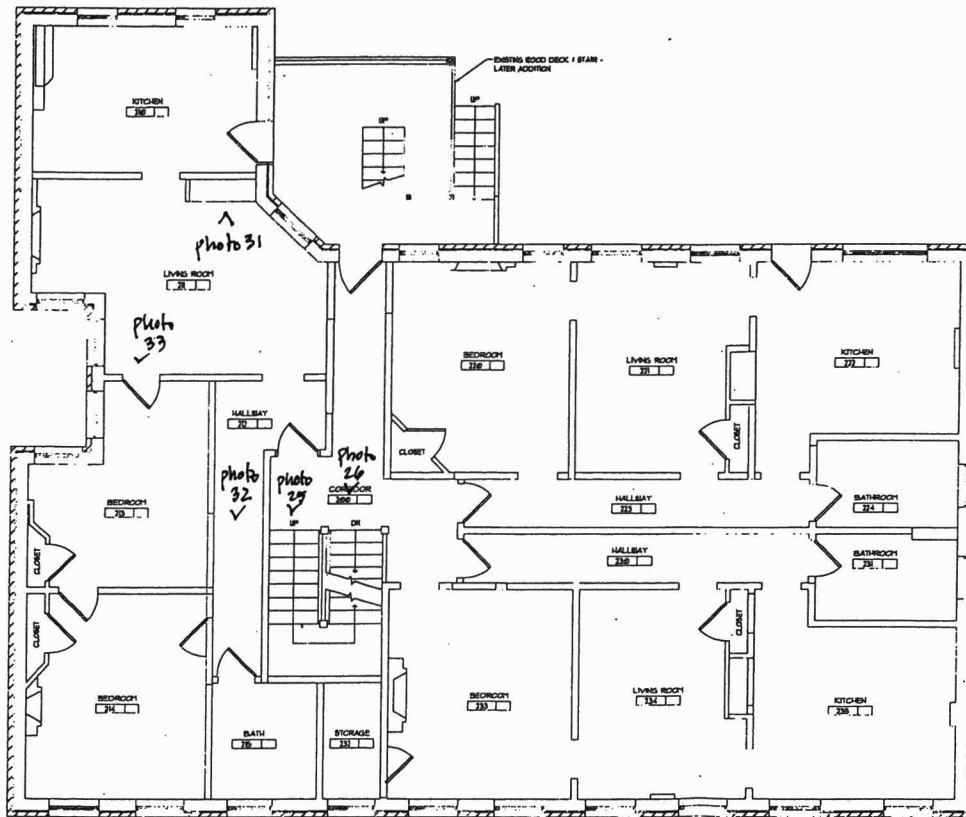 EXISTING WOOD DECK & STAIR -
LATER ADDITION
KITCHEN
210
UP
UP
photo 31
LIVING ROOM
211
photo
33
BEDROOM
220
LIVING ROOM
221
KITCHEN
222
HALLWAY
212
CLOSET
CLOSET
photo
32
photo
25
photo
26
CORRIDOR
200
BEDROOM
213
HALLWAY
223
BATHROOM
224
UP
DN
HALLWAY
230
BATHROOM
231
CLOSET
CLOSET
CLOSET
BEDROOM
214
BEDROOM
233
LIVING ROOM
234
KITCHEN
235
BATH
215
STORAGE
232